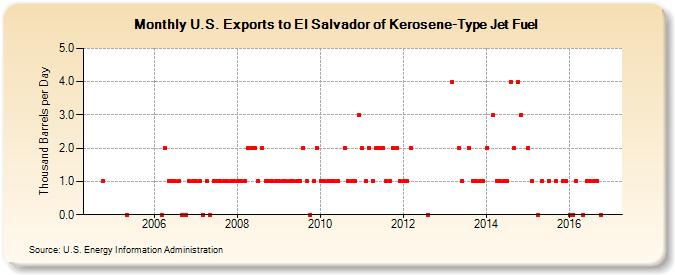 Monthly U.S. Exports to El Salvador of Kerosene-Type Jet Fuel
Thousand Barrels per Day
5.0
4.0
3.0
2.0
1.0
0.0
2006 2008 2010 2012 2014 2016
Source: U.S. Energy Information Administration